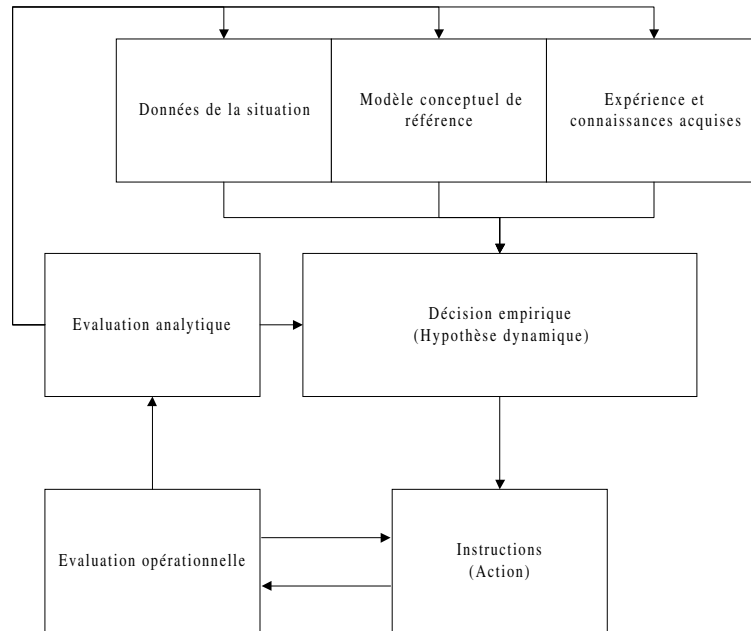 Données de la situation
Modèle conceptuel de
référence
Expérience et
connaissances acquises
Evaluation analytique
Décision empirique
(Hypothèse dynamique)
Evaluation opérationnelle
Instructions
(Action)